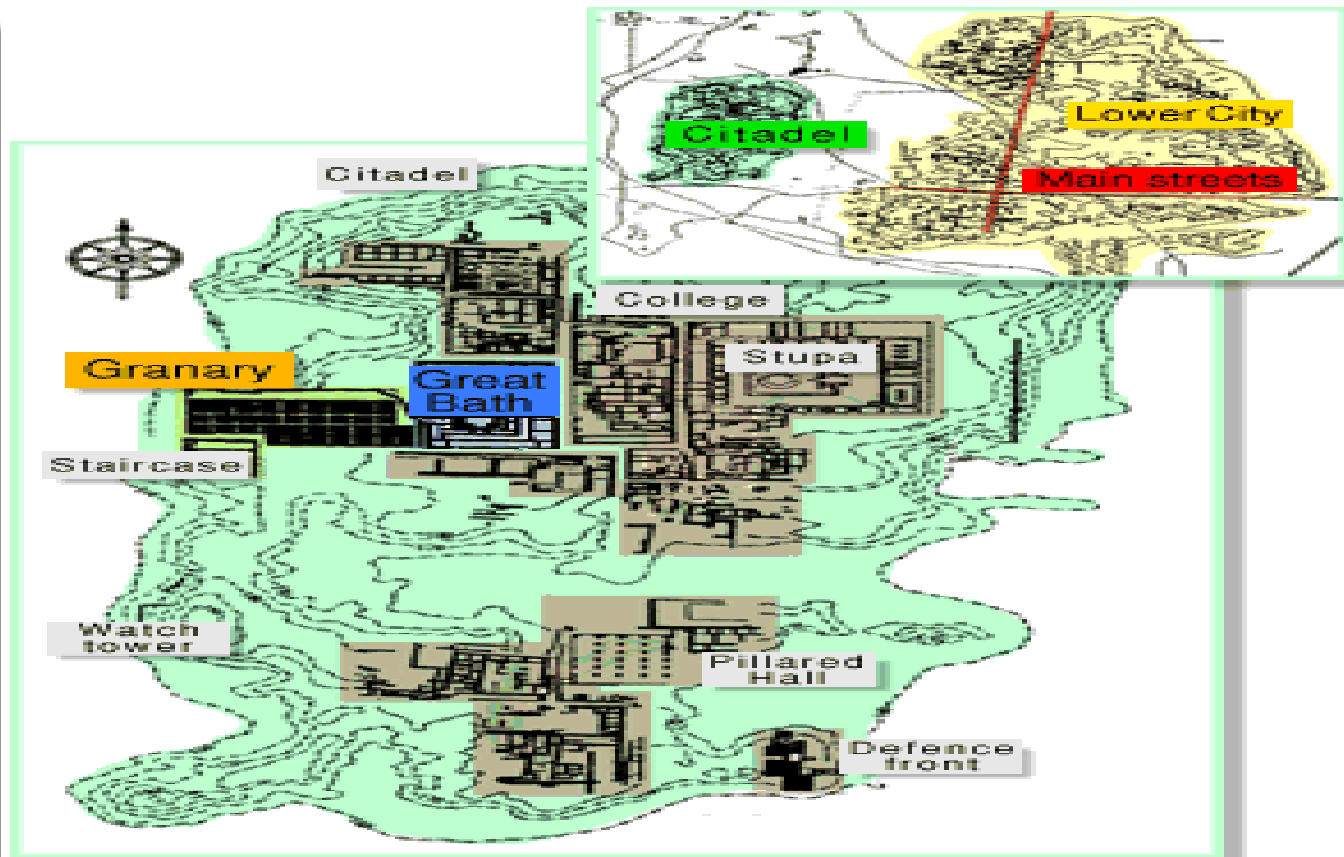 Citadel
Lower City
Main streets
Citadel
College
Stupa
Granary
Great
Bath
Staircase
Watch
tower
Pillared
Hall
Defence
front